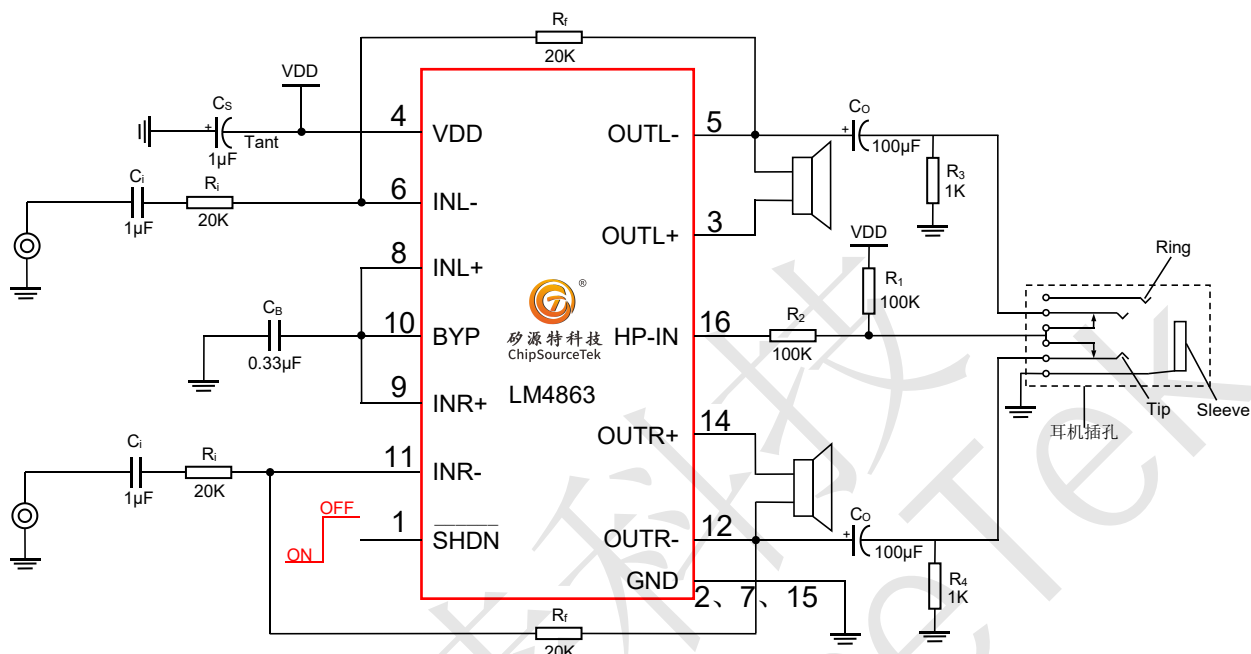 Rf
20K
VDD
CS
+
Tant
1µF
4
VDD
OUTL-
5
CO
+
100µF
R3
1K
Ci
1µF
Ri
20K
6
INL-
OUTL+
3
8
INL+
VDD
R1
100K
Ring
CB
0.33µF
10
BYP
®
矽源特科技
ChipSourceTek
LM4863
HP-IN
16
R2
100K
9
INR+
Tip
Sleeve
耳机插孔
OUTR+
14
Ci
1µF
Ri
20K
11
INR-
OFF
ON
1
SHDN
OUTR-
12
CO
+
100µF
R4
1K
GND
2、7、15
Rf
20K
特科技
eTek